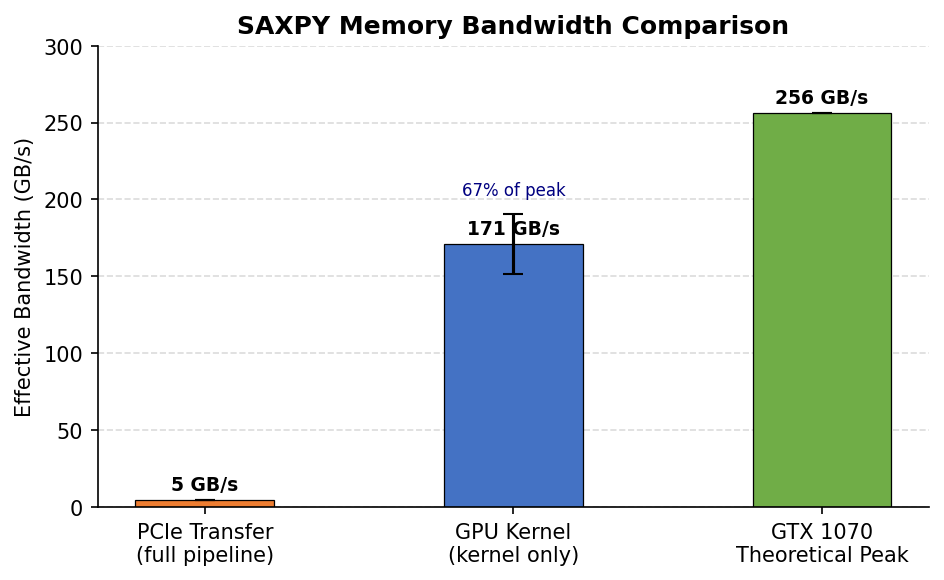 SAXPY Memory Bandwidth Comparison
Effective Bandwidth (GB/s)
300
250
200
150
100
50
0
5 GB/s
67% of peak
171 GB/s
256 GB/s
PCIe Transfer
(full pipeline)
GPU Kernel
(kernel only)
GTX 1070
Theoretical Peak